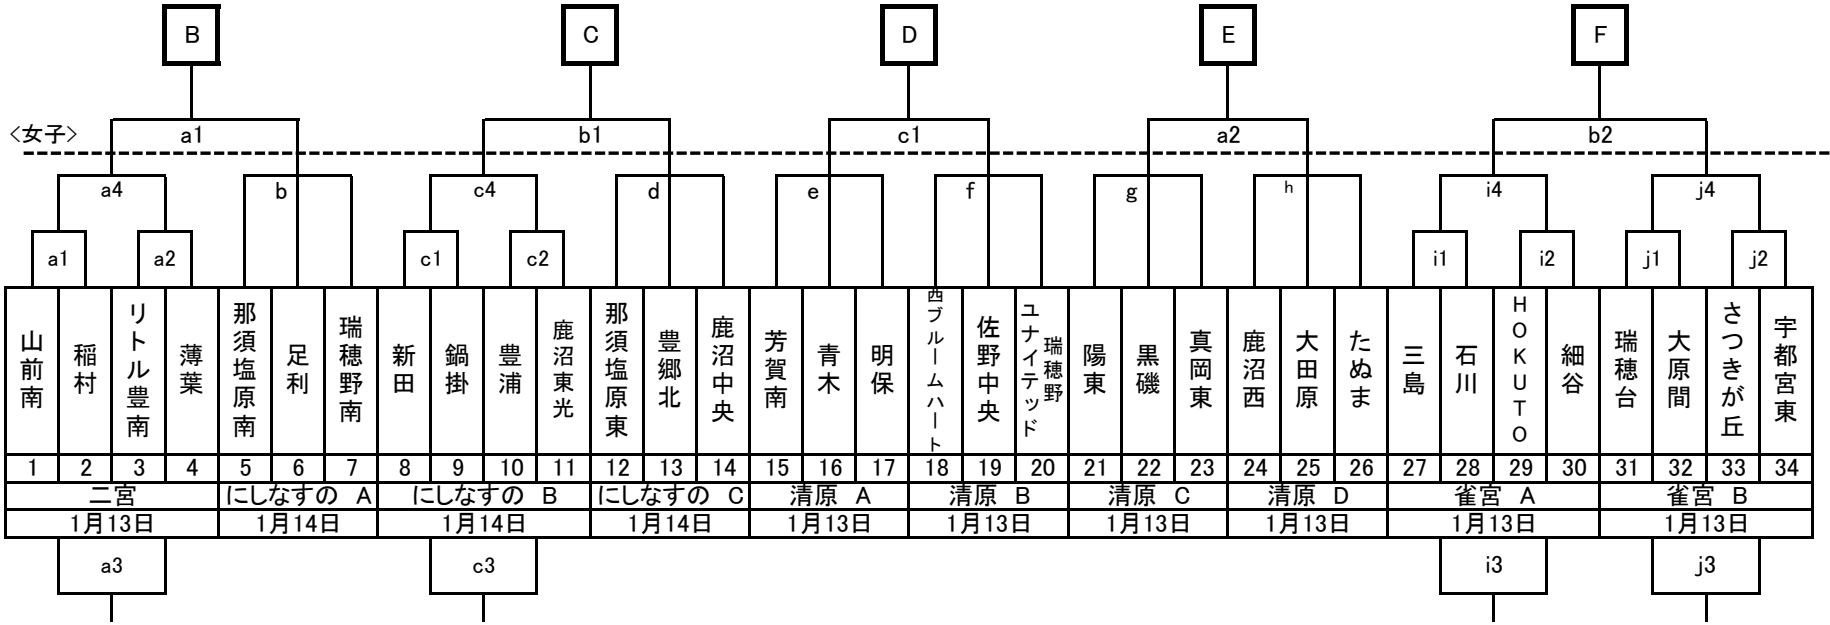 B C D E F
<女子> a1 b1 c1 a2 b2
a4 b c4 d e f g h i4 j4
a1 a2 c1 c2 i1 i2 j1 j2
山前南
稲村
リトル豊南
薄葉
那須塩原南
足利
瑞穂野南
新田
鍋掛
豊浦
鹿沼東光
那須塩原東
豊郷北
鹿沼中央
芳賀南
青木
明保
西ブルームハート
佐野中央
瑞穂野
ユナイテッド
陽東
黒磯
真岡東
鹿沼西
大田原
たぬま
三島
石川
HOKUTO
細谷
瑞穂台
大原間
さつきが丘
宇都宮東
1 2 3 4 5 6 7 8 9 10 11 12 13 14 15 16 17 18 19 20 21 22 23 24 25 26 27 28 29 30 31 32 33 34
二宮 にしなすの A にしなすの B にしなすの C 清原 A 清原 B 清原 C 清原 D 雀宮 A 雀宮 B
1月13日 1月14日 1月14日 1月14日 1月13日 1月13日 1月13日 1月13日 1月13日 1月13日
a3 c3 i3 j3